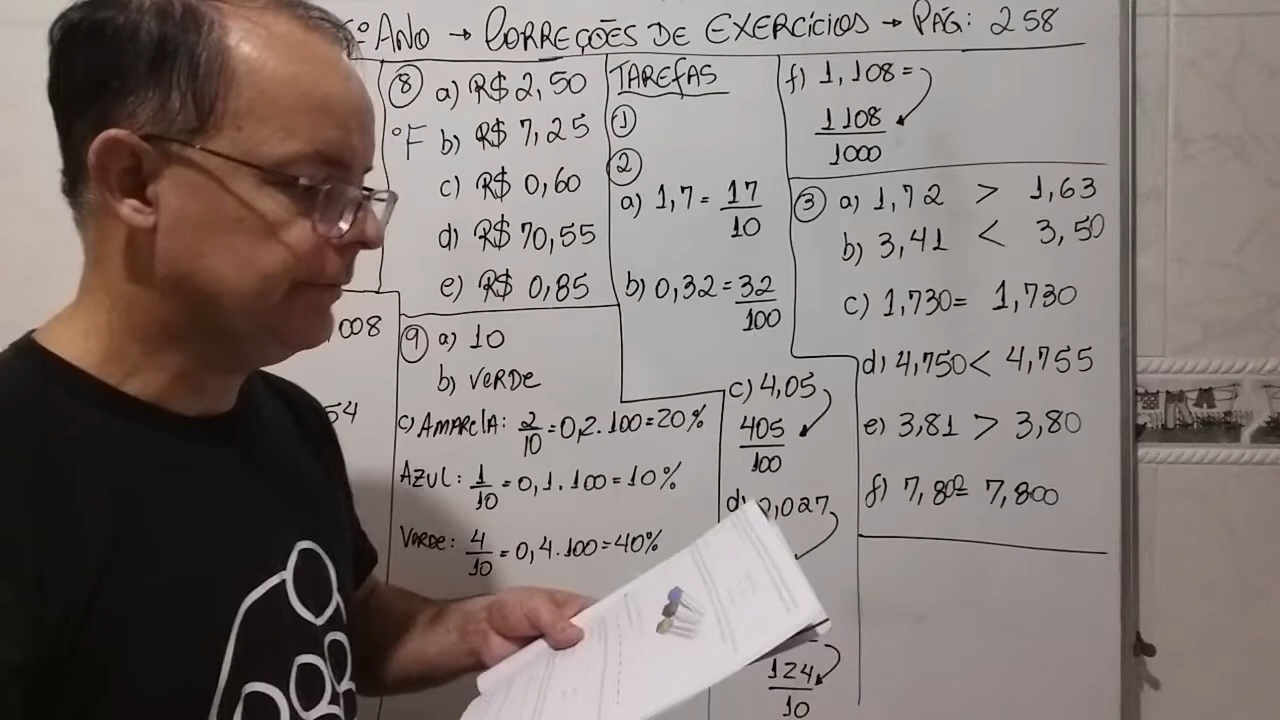 º ANO → CORREÇÕES DE EXERCÍCIOS → PÁG: 258
,008
54
°F
8 a) R$ 2,50
b) R$ 7,25
c) R$ 0,60
d) R$ 70,55
e) R$ 0,85
9 a) 10
b) VERDE
c) AMARELA: 2/10 = 0,2 . 100 = 20%
AZUL: 1/10 = 0,1 . 100 = 10%
VERDE: 4/10 = 0,4 . 100 = 40%
TAREFAS
1
2
a) 1,7 = 17/10
b) 0,32 = 32/100
c) 4,05
405/100
d) 0,027
124/10
f) 1,108 =
1108/1000
3 a) 1,72 > 1,63
b) 3,41 < 3,50
c) 1,730 = 1,730
d) 4,750 < 4,755
e) 3,81 > 3,80
f) 7,80 = 7,800